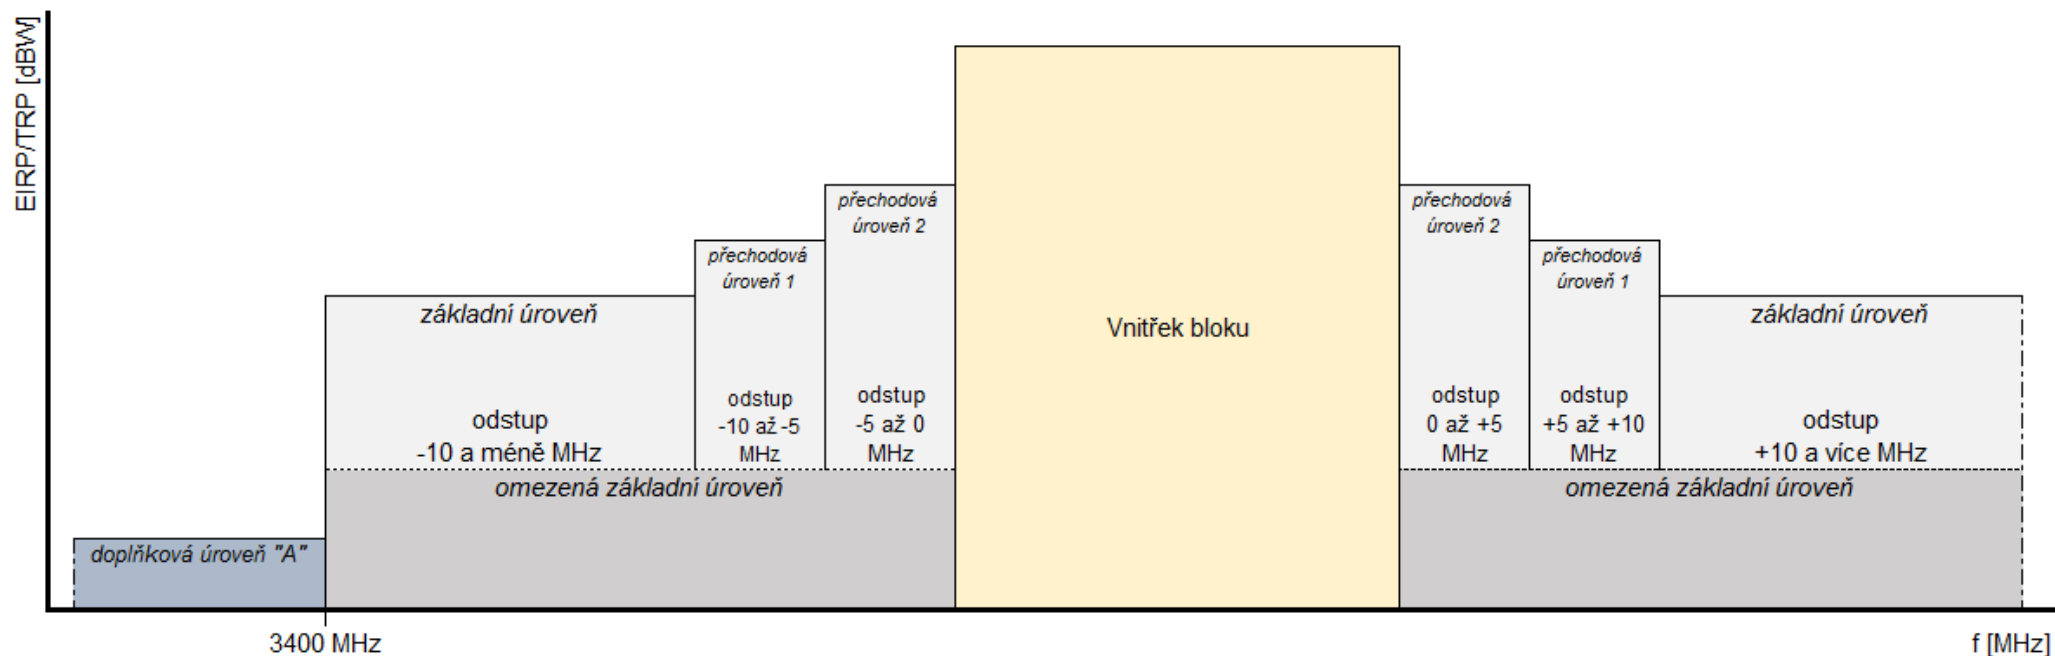 EIRP/TRP [dBW]
přechodová
úroveň 2
přechodová
úroveň 2
přechodová
úroveň 1
přechodová
úroveň 1
základní úroveň
základní úroveň
Vnitřek bloku
odstup
-10 a méně MHz
odstup
-10 až -5
MHz
odstup
-5 až 0
MHz
odstup
0 až +5
MHz
odstup
+5 až +10
MHz
odstup
+10 a více MHz
omezená základní úroveň
omezená základní úroveň
doplňková úroveň "A"
3400 MHz
f [MHz]